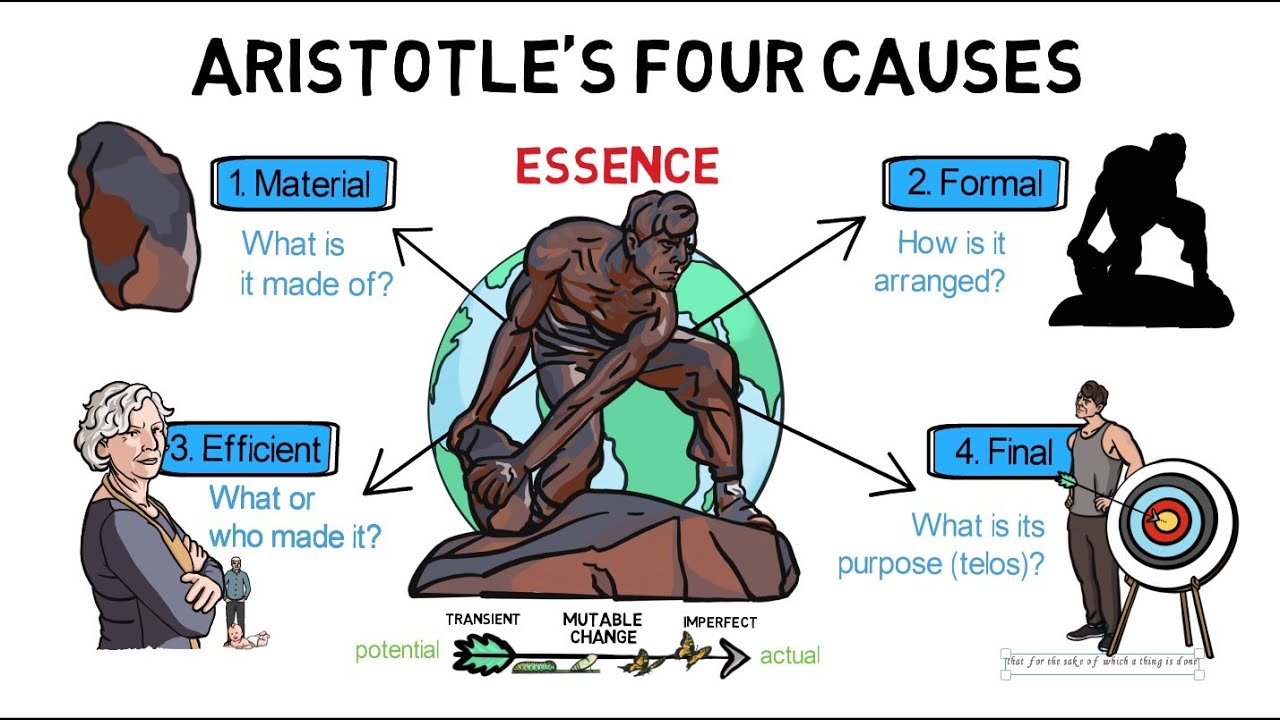 ARISTOTLE'S FOUR CAUSES
ESSENCE
1. Material
What is
it made of?
2. Formal
How is it
arranged?
3. Efficient
What or
who made it?
4. Final
What is its
purpose (telos)?
TRANSIENT
MUTABLE
CHANGE
IMPERFECT
potential
actual
that for the sake of which a thing is done